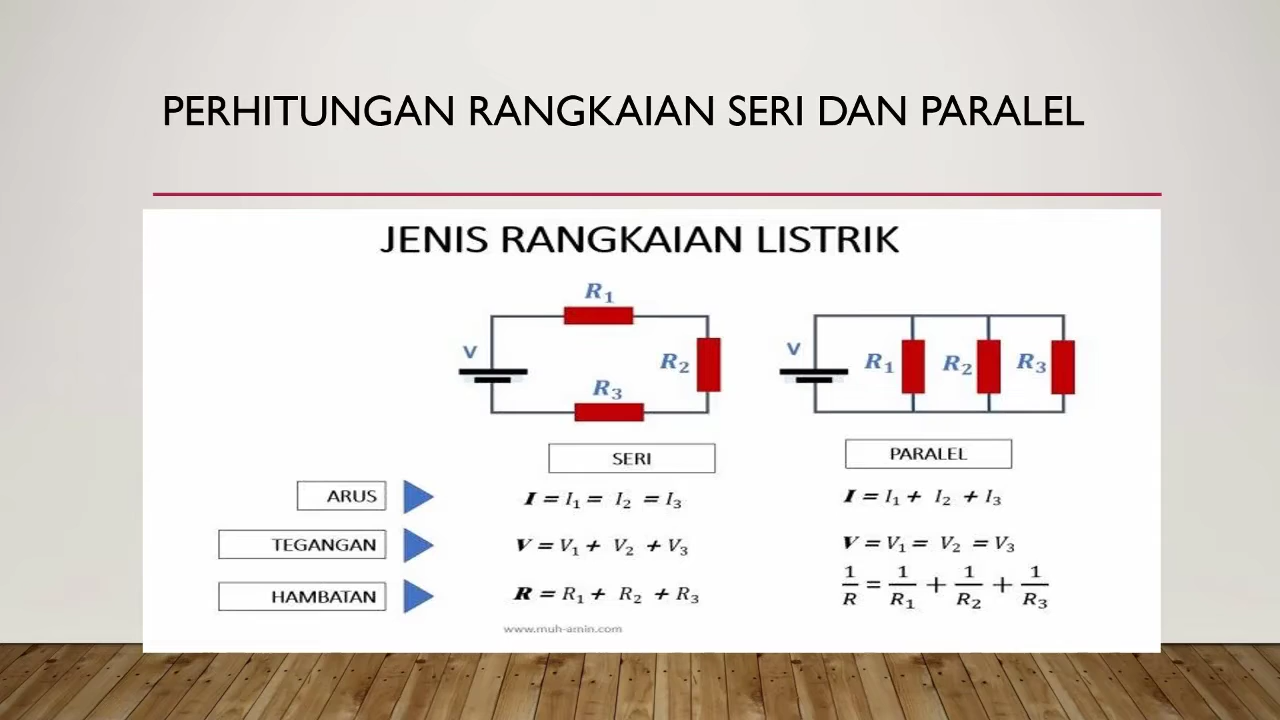 PERHITUNGAN RANGKAIAN SERI DAN PARALEL
JENIS RANGKAIAN LISTRIK
R₁
V
R₂
R₃
V
R₁
R₂
R₃
SERI
PARALEL
ARUS
I = I₁ = I₂ = I₃
I = I₁ + I₂ + I₃
TEGANGAN
V = V₁ + V₂ + V₃
V = V₁ = V₂ = V₃
HAMBATAN
R = R₁ + R₂ + R₃
1/R = 1/R₁ + 1/R₂ + 1/R₃
www.muh-amin.com